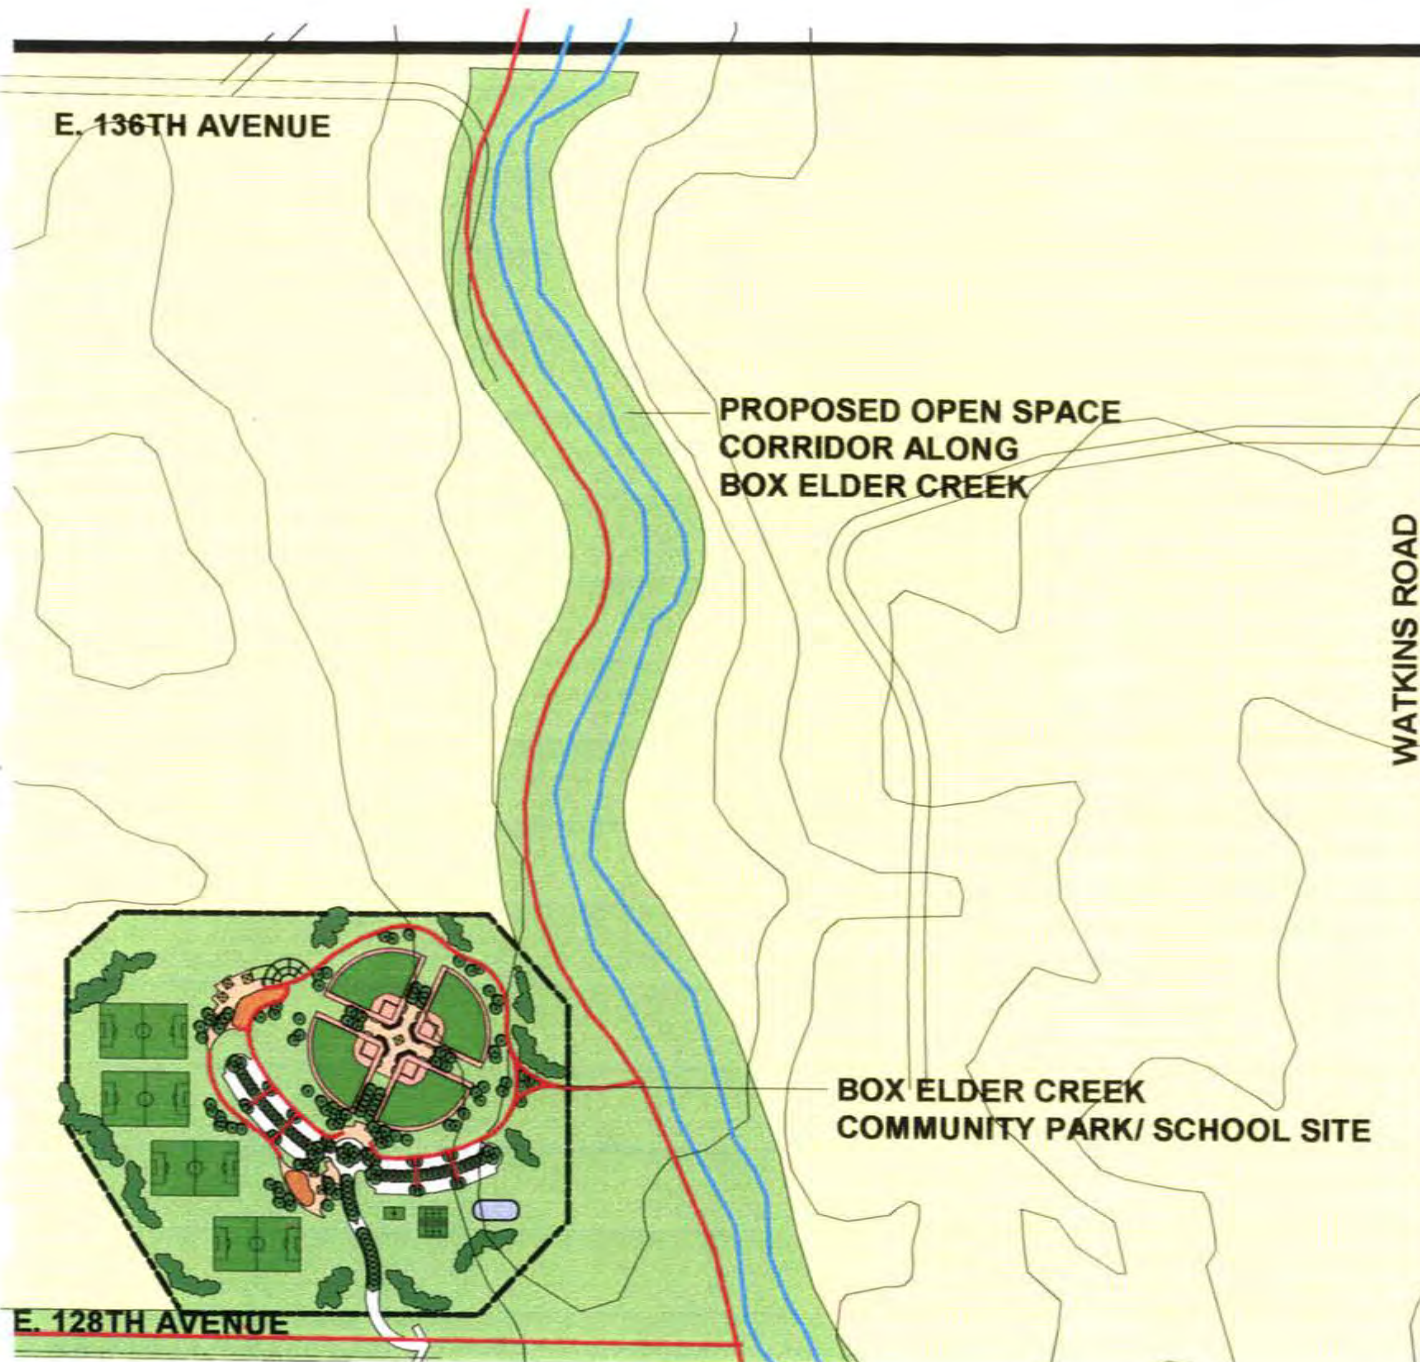 E. 136TH AVENUE
PROPOSED OPEN SPACE
CORRIDOR ALONG
BOX ELDER CREEK
WATKINS ROAD
BOX ELDER CREEK
COMMUNITY PARK/ SCHOOL SITE
E. 128TH AVENUE